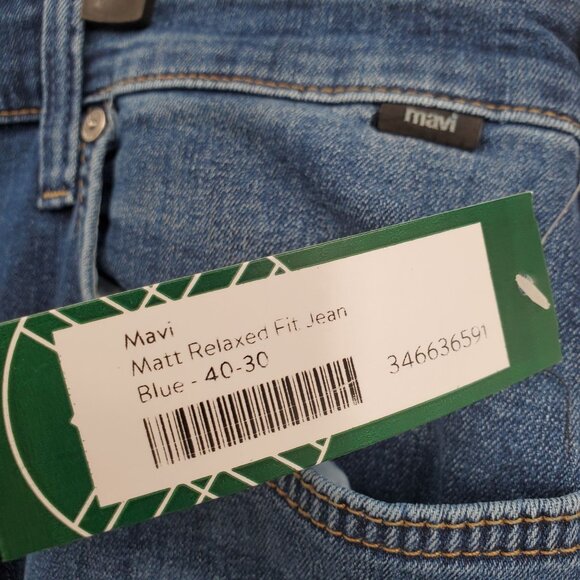 mavi
Mavi
Matt Relaxed Fit Jean
Blue - 40-30
346636591